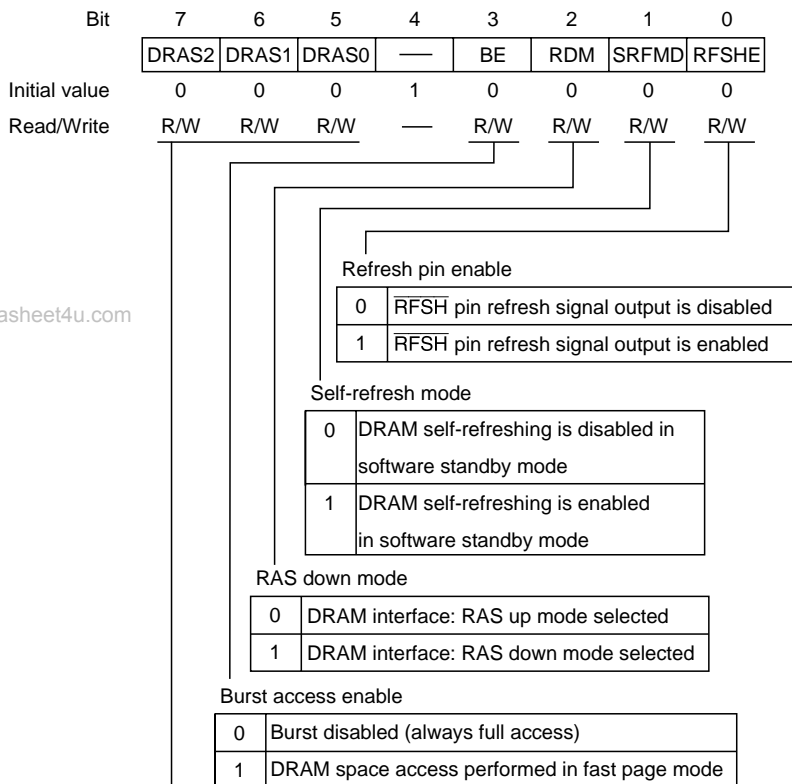 Bit 7 6 5 4 3 2 1 0
DRAS2 DRAS1 DRAS0 — BE RDM SRFMD RFSHE
Initial value 0 0 0 1 0 0 0 0
Read/Write R/W R/W R/W — R/W R/W R/W R/W
Refresh pin enable
0 RFSH pin refresh signal output is disabled
1 RFSH pin refresh signal output is enabled
asheet4u.com
Self-refresh mode
0 DRAM self-refreshing is disabled in
software standby mode
1 DRAM self-refreshing is enabled
in software standby mode
RAS down mode
0 DRAM interface: RAS up mode selected
1 DRAM interface: RAS down mode selected
Burst access enable
0 Burst disabled (always full access)
1 DRAM space access performed in fast page mode